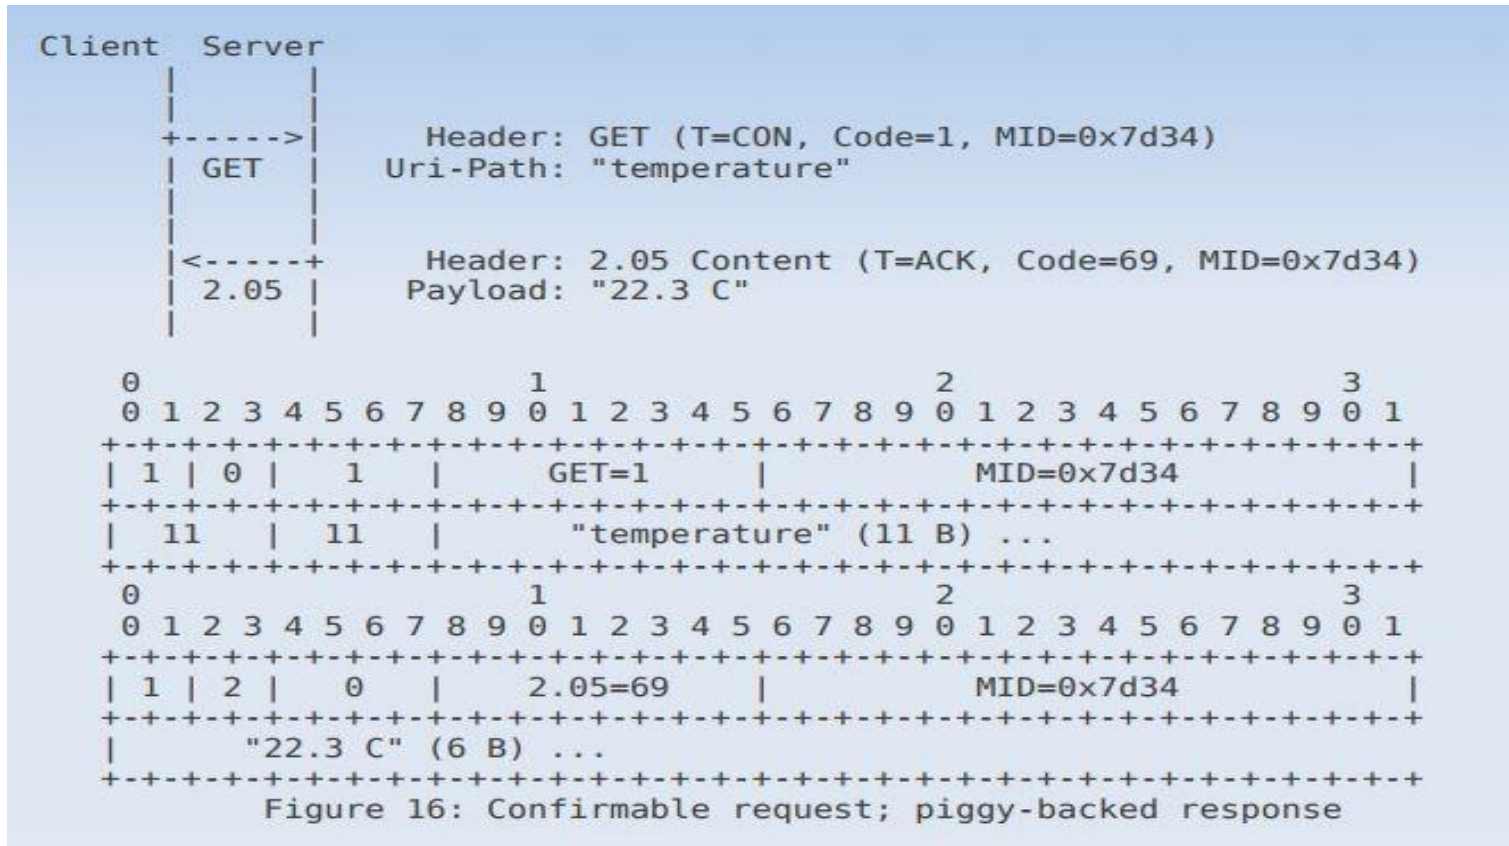 Client  Server
   |      |
   |      |
   +----->|     Header: GET (T=CON, Code=1, MID=0x7d34)
   | GET  |   Uri-Path: "temperature"
   |      |
   |      |
   |<-----+     Header: 2.05 Content (T=ACK, Code=69, MID=0x7d34)
   | 2.05 |    Payload: "22.3 C"
   |      |
 0                   1                   2                   3
 0 1 2 3 4 5 6 7 8 9 0 1 2 3 4 5 6 7 8 9 0 1 2 3 4 5 6 7 8 9 0 1
+-+-+-+-+-+-+-+-+-+-+-+-+-+-+-+-+-+-+-+-+-+-+-+-+-+-+-+-+-+-+-+-+
| 1 | 0 |   1   |     GET=1     |          MID=0x7d34           |
+-+-+-+-+-+-+-+-+-+-+-+-+-+-+-+-+-+-+-+-+-+-+-+-+-+-+-+-+-+-+-+-+
|  11   |  11   |      "temperature" (11 B) ...
+-+-+-+-+-+-+-+-+-+-+-+-+-+-+-+-+-+-+-+-+-+-+-+-+-+-+-+-+-+-+-+-+
 0                   1                   2                   3
 0 1 2 3 4 5 6 7 8 9 0 1 2 3 4 5 6 7 8 9 0 1 2 3 4 5 6 7 8 9 0 1
+-+-+-+-+-+-+-+-+-+-+-+-+-+-+-+-+-+-+-+-+-+-+-+-+-+-+-+-+-+-+-+-+
| 1 | 2 |   0   |    2.05=69    |          MID=0x7d34           |
+-+-+-+-+-+-+-+-+-+-+-+-+-+-+-+-+-+-+-+-+-+-+-+-+-+-+-+-+-+-+-+-+
|      "22.3 C" (6 B) ...
+-+-+-+-+-+-+-+-+-+-+-+-+-+-+-+-+-+-+-+-+-+-+-+-+-+-+-+-+-+-+-+-+
Figure 16: Confirmable request; piggy-backed response